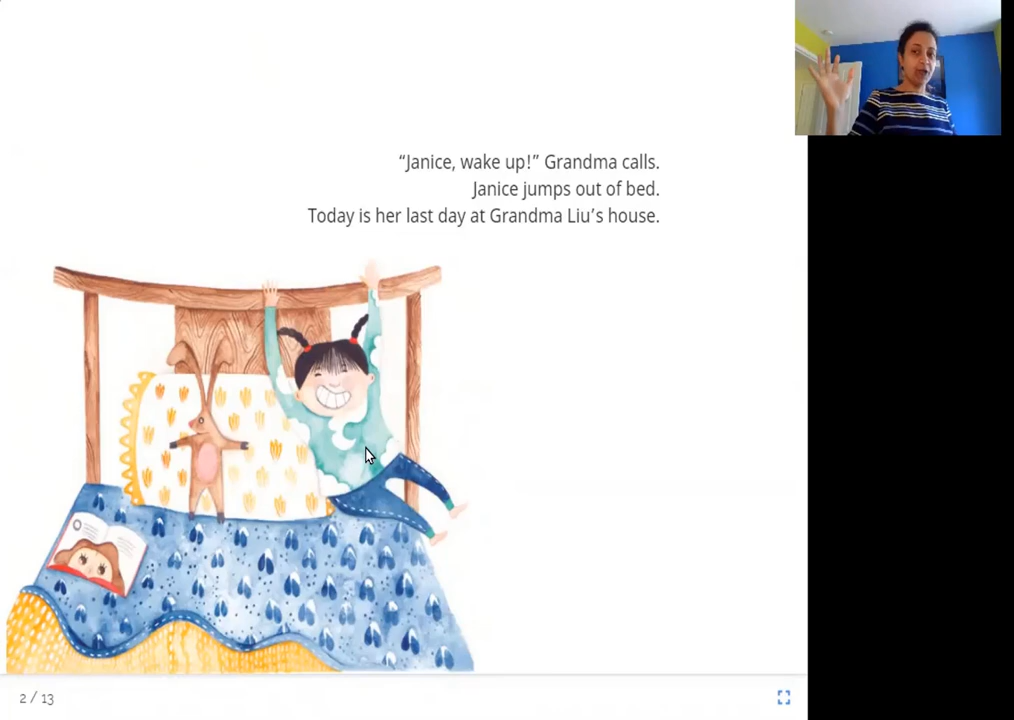 “Janice, wake up!” Grandma calls.
Janice jumps out of bed.
Today is her last day at Grandma Liu’s house.
2 / 13